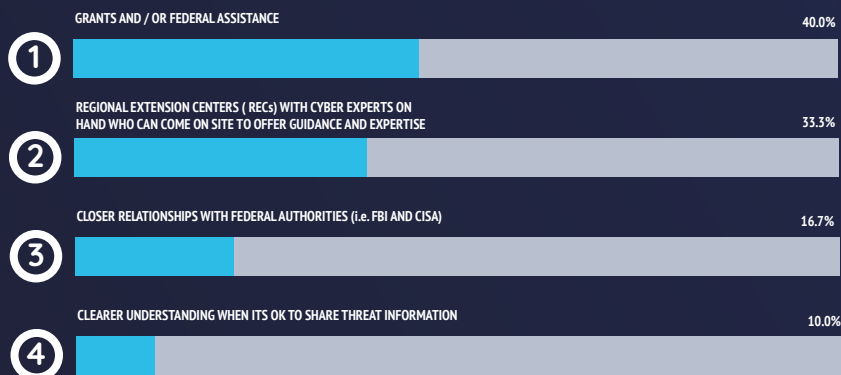 GRANTS AND / OR FEDERAL ASSISTANCE
40.0%
1
REGIONAL EXTENSION CENTERS ( RECs) WITH CYBER EXPERTS ON
HAND WHO CAN COME ON SITE TO OFFER GUIDANCE AND EXPERTISE
33.3%
2
CLOSER RELATIONSHIPS WITH FEDERAL AUTHORITIES (i.e. FBI AND CISA)
16.7%
3
CLEARER UNDERSTANDING WHEN ITS OK TO SHARE THREAT INFORMATION
10.0%
4